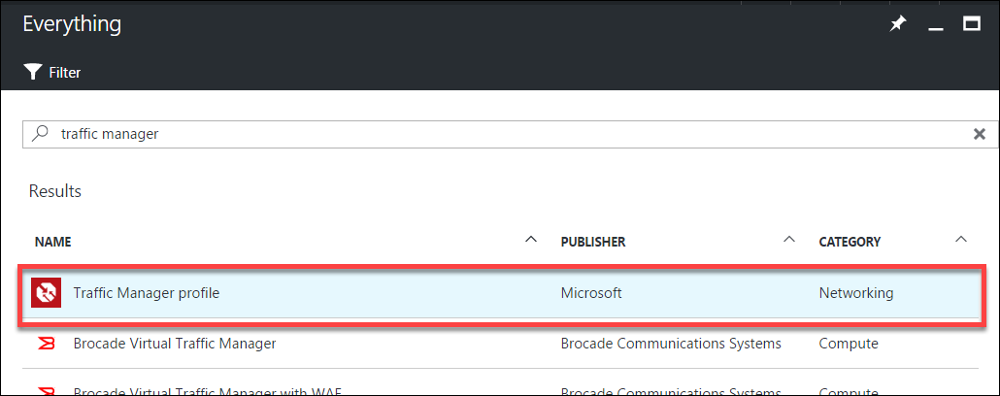 Everything
Filter
traffic manager
Results
NAME PUBLISHER CATEGORY
Traffic Manager profile Microsoft Networking
Brocade Virtual Traffic Manager Brocade Communications Systems Compute
Brocade Virtual Traffic Manager with WAF Brocade Communications Systems Compute